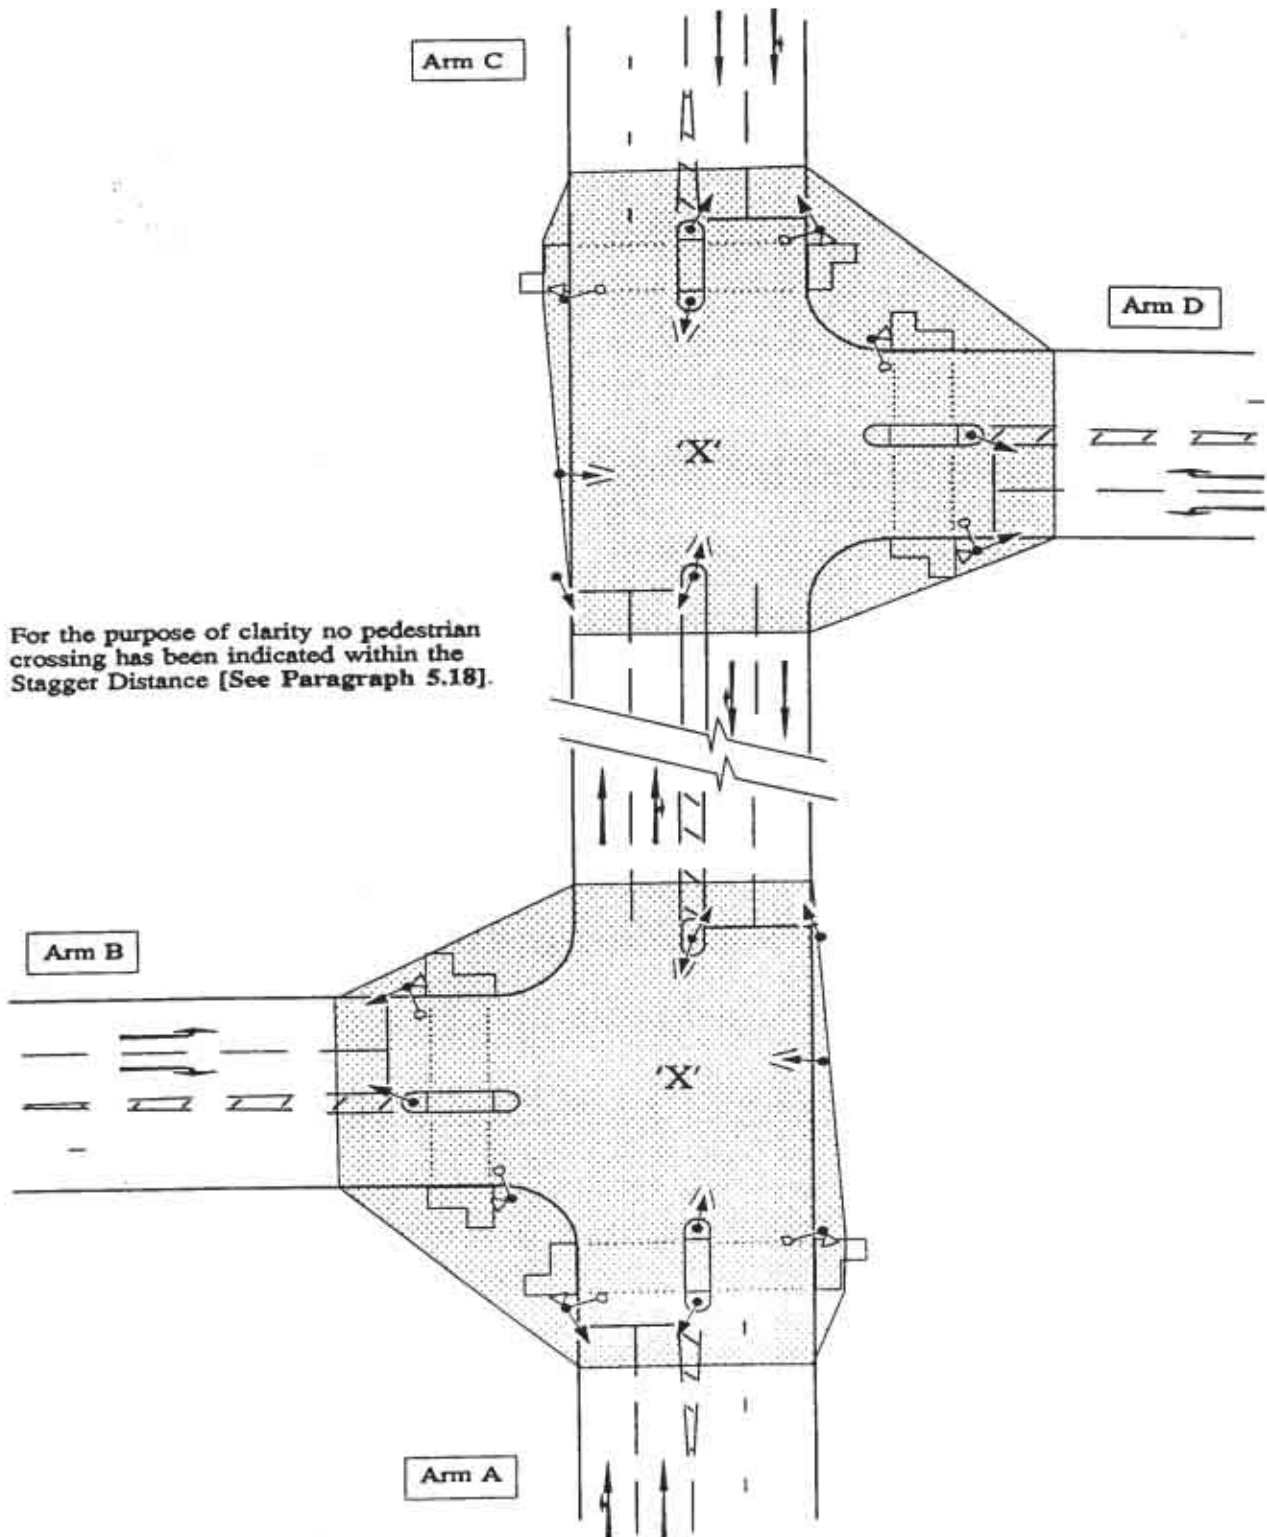 Arm C
Arm D
'X'
For the purpose of clarity no pedestrian
crossing has been indicated within the
Stagger Distance [See Paragraph 5.18].
Arm B
'X'
Arm A